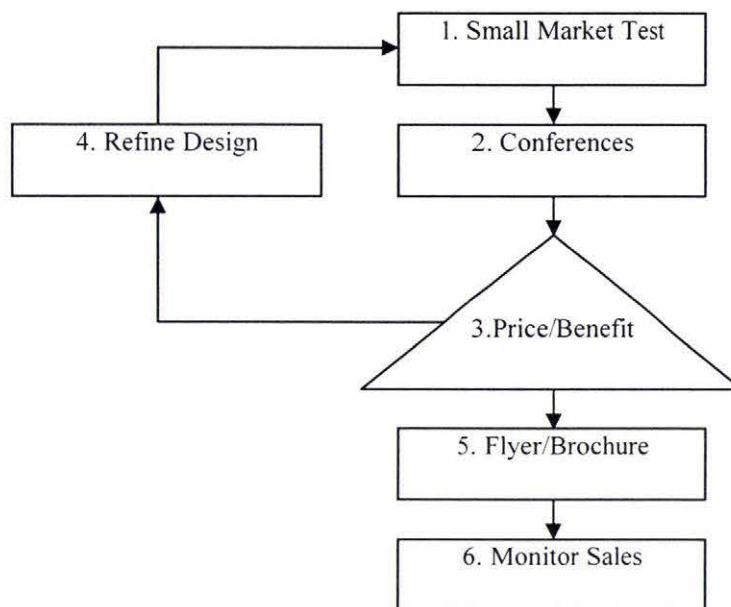 1. Small Market Test
2. Conferences
3.Price/Benefit
4. Refine Design
5. Flyer/Brochure
6. Monitor Sales